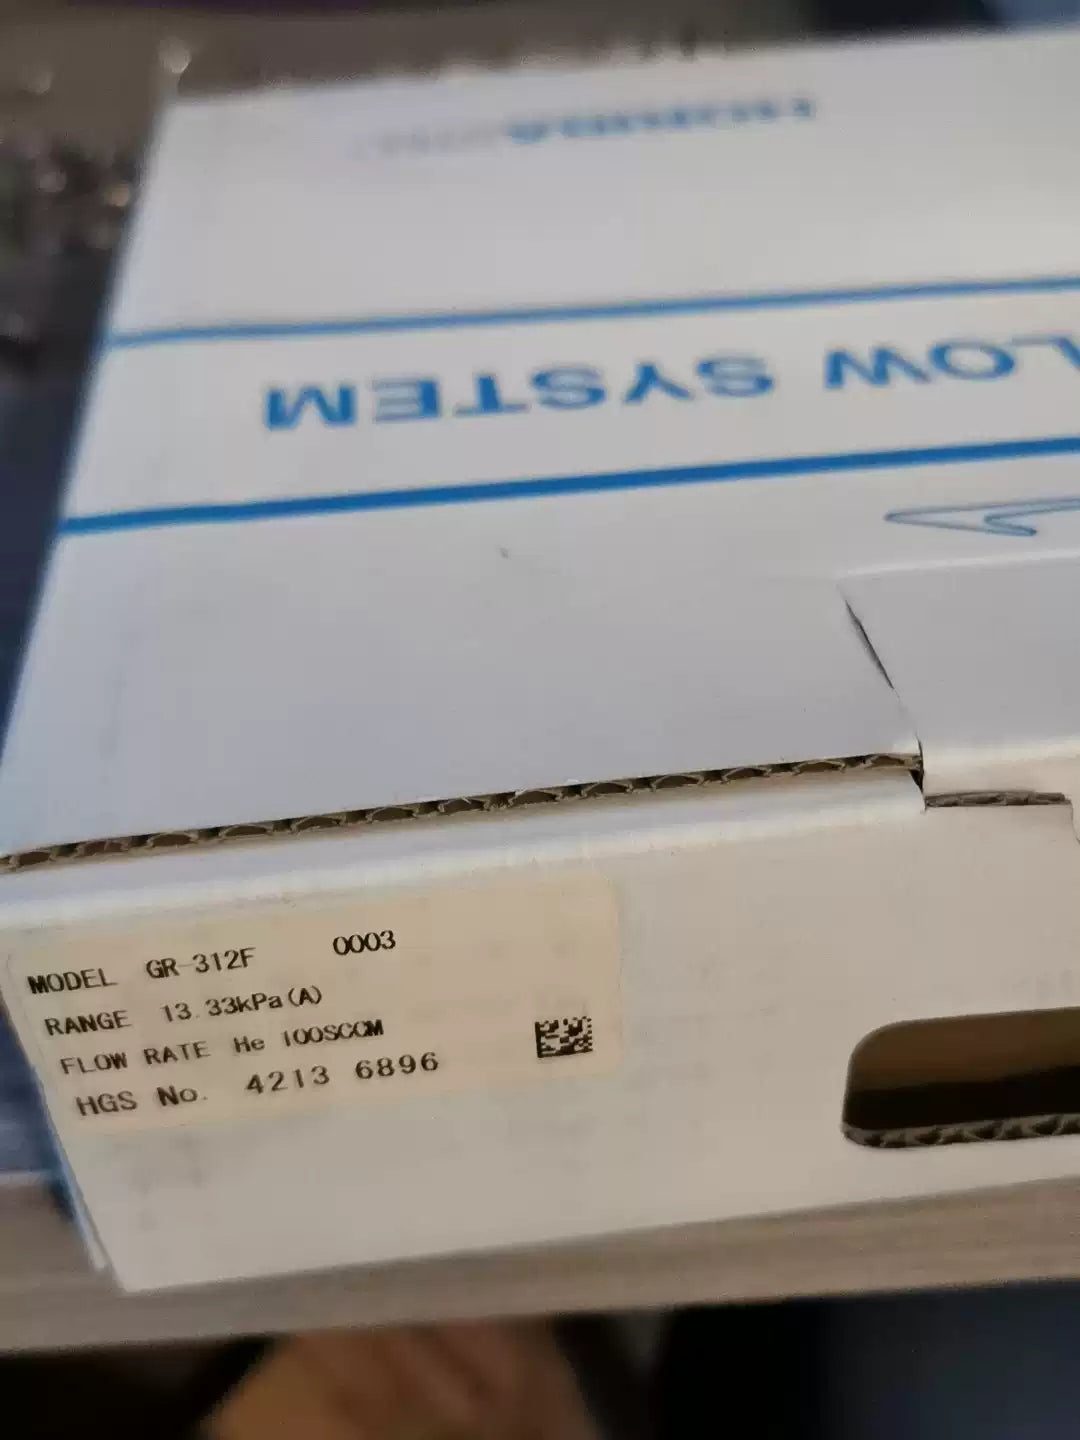 LOW SYSTEM
MODEL GR-312F 0003
RANGE 13.33kPa(A)
FLOW RATE He 100SCCM
HGS No. 4213 6896